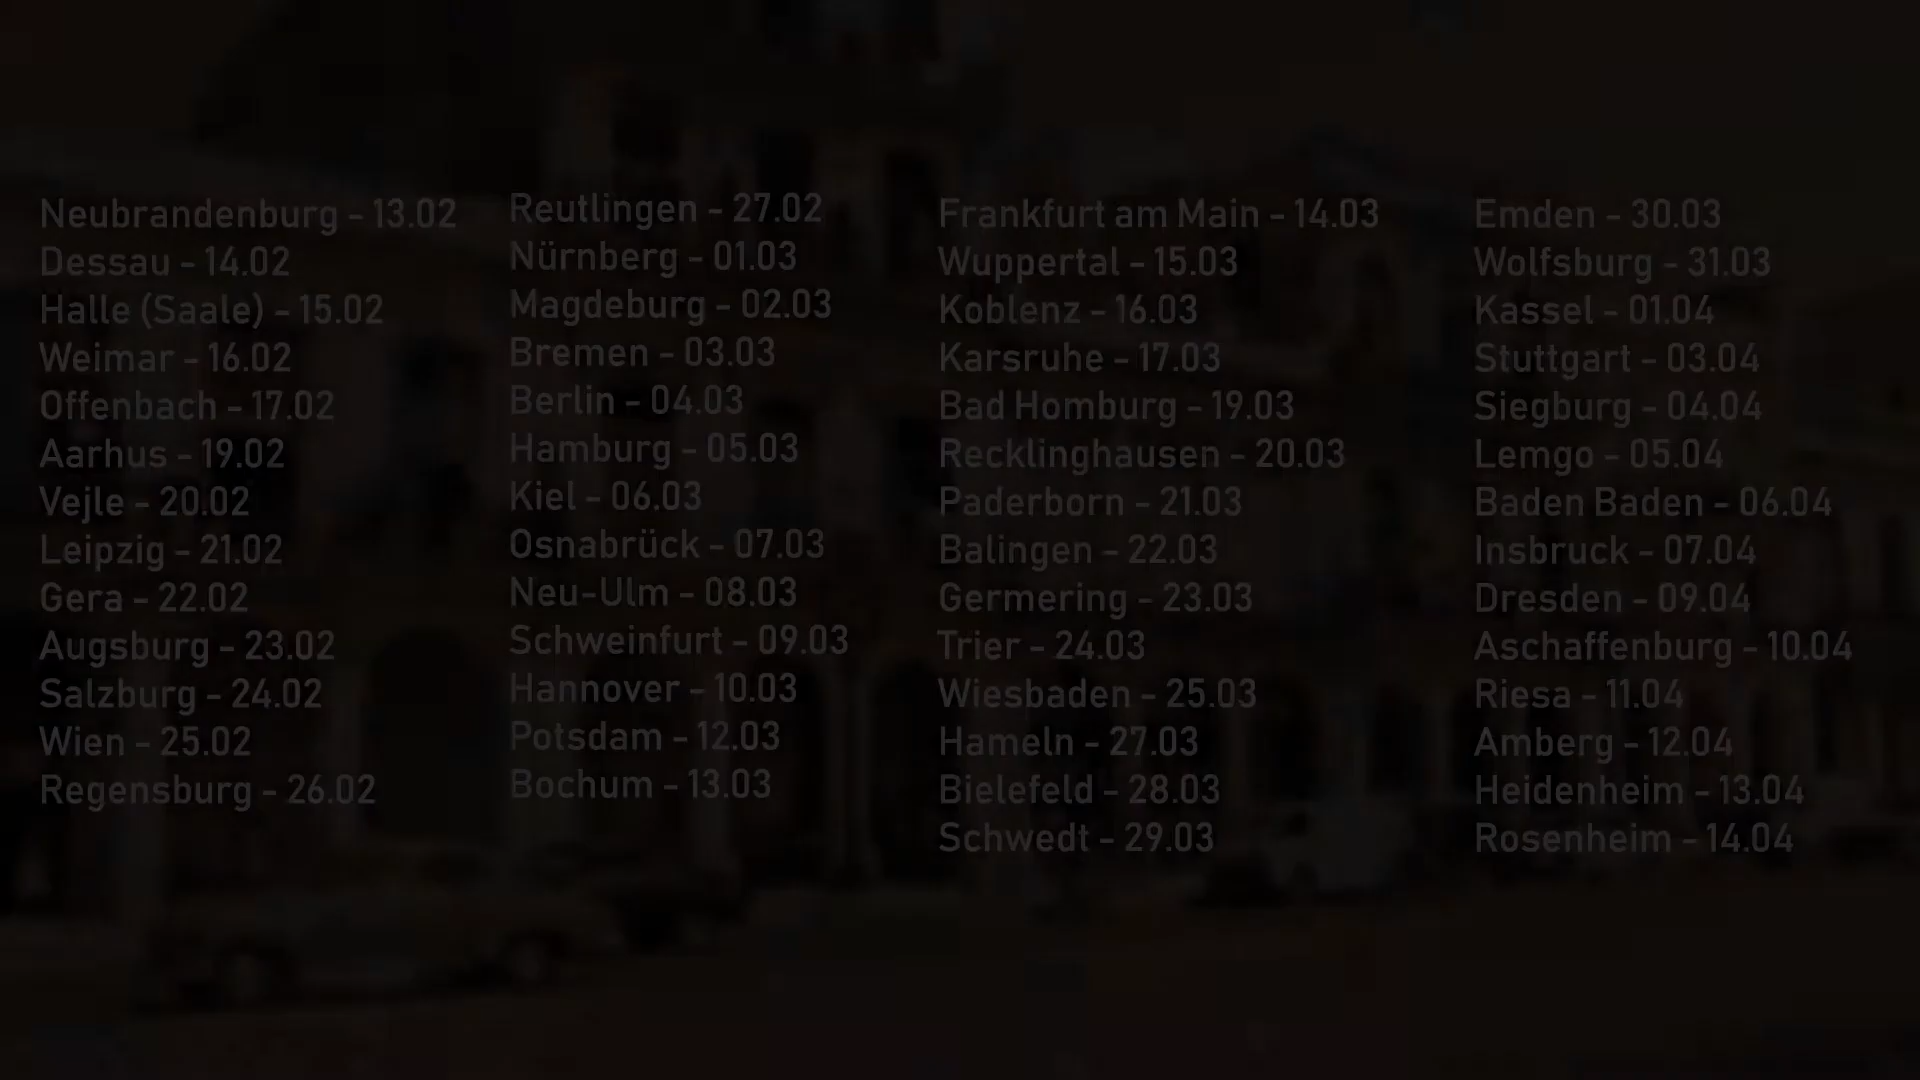 Neubrandenburg - 13.02
Dessau - 14.02
Halle (Saale) - 15.02
Weimar - 16.02
Offenbach - 17.02
Aarhus - 19.02
Vejle - 20.02
Leipzig - 21.02
Gera - 22.02
Augsburg - 23.02
Salzburg - 24.02
Wien - 25.02
Regensburg - 26.02
Reutlingen - 27.02
Nürnberg - 01.03
Magdeburg - 02.03
Bremen - 03.03
Berlin - 04.03
Hamburg - 05.03
Kiel - 06.03
Osnabrück - 07.03
Neu-Ulm - 08.03
Schweinfurt - 09.03
Hannover - 10.03
Potsdam - 12.03
Bochum - 13.03
Frankfurt am Main - 14.03
Wuppertal - 15.03
Koblenz - 16.03
Karsruhe - 17.03
Bad Homburg - 19.03
Recklinghausen - 20.03
Paderborn - 21.03
Balingen - 22.03
Germering - 23.03
Trier - 24.03
Wiesbaden - 25.03
Hameln - 27.03
Bielefeld - 28.03
Schwedt - 29.03
Emden - 30.03
Wolfsburg - 31.03
Kassel - 01.04
Stuttgart - 03.04
Siegburg - 04.04
Lemgo - 05.04
Baden Baden - 06.04
Insbruck - 07.04
Dresden - 09.04
Aschaffenburg - 10.04
Riesa - 11.04
Amberg - 12.04
Heidenheim - 13.04
Rosenheim - 14.04